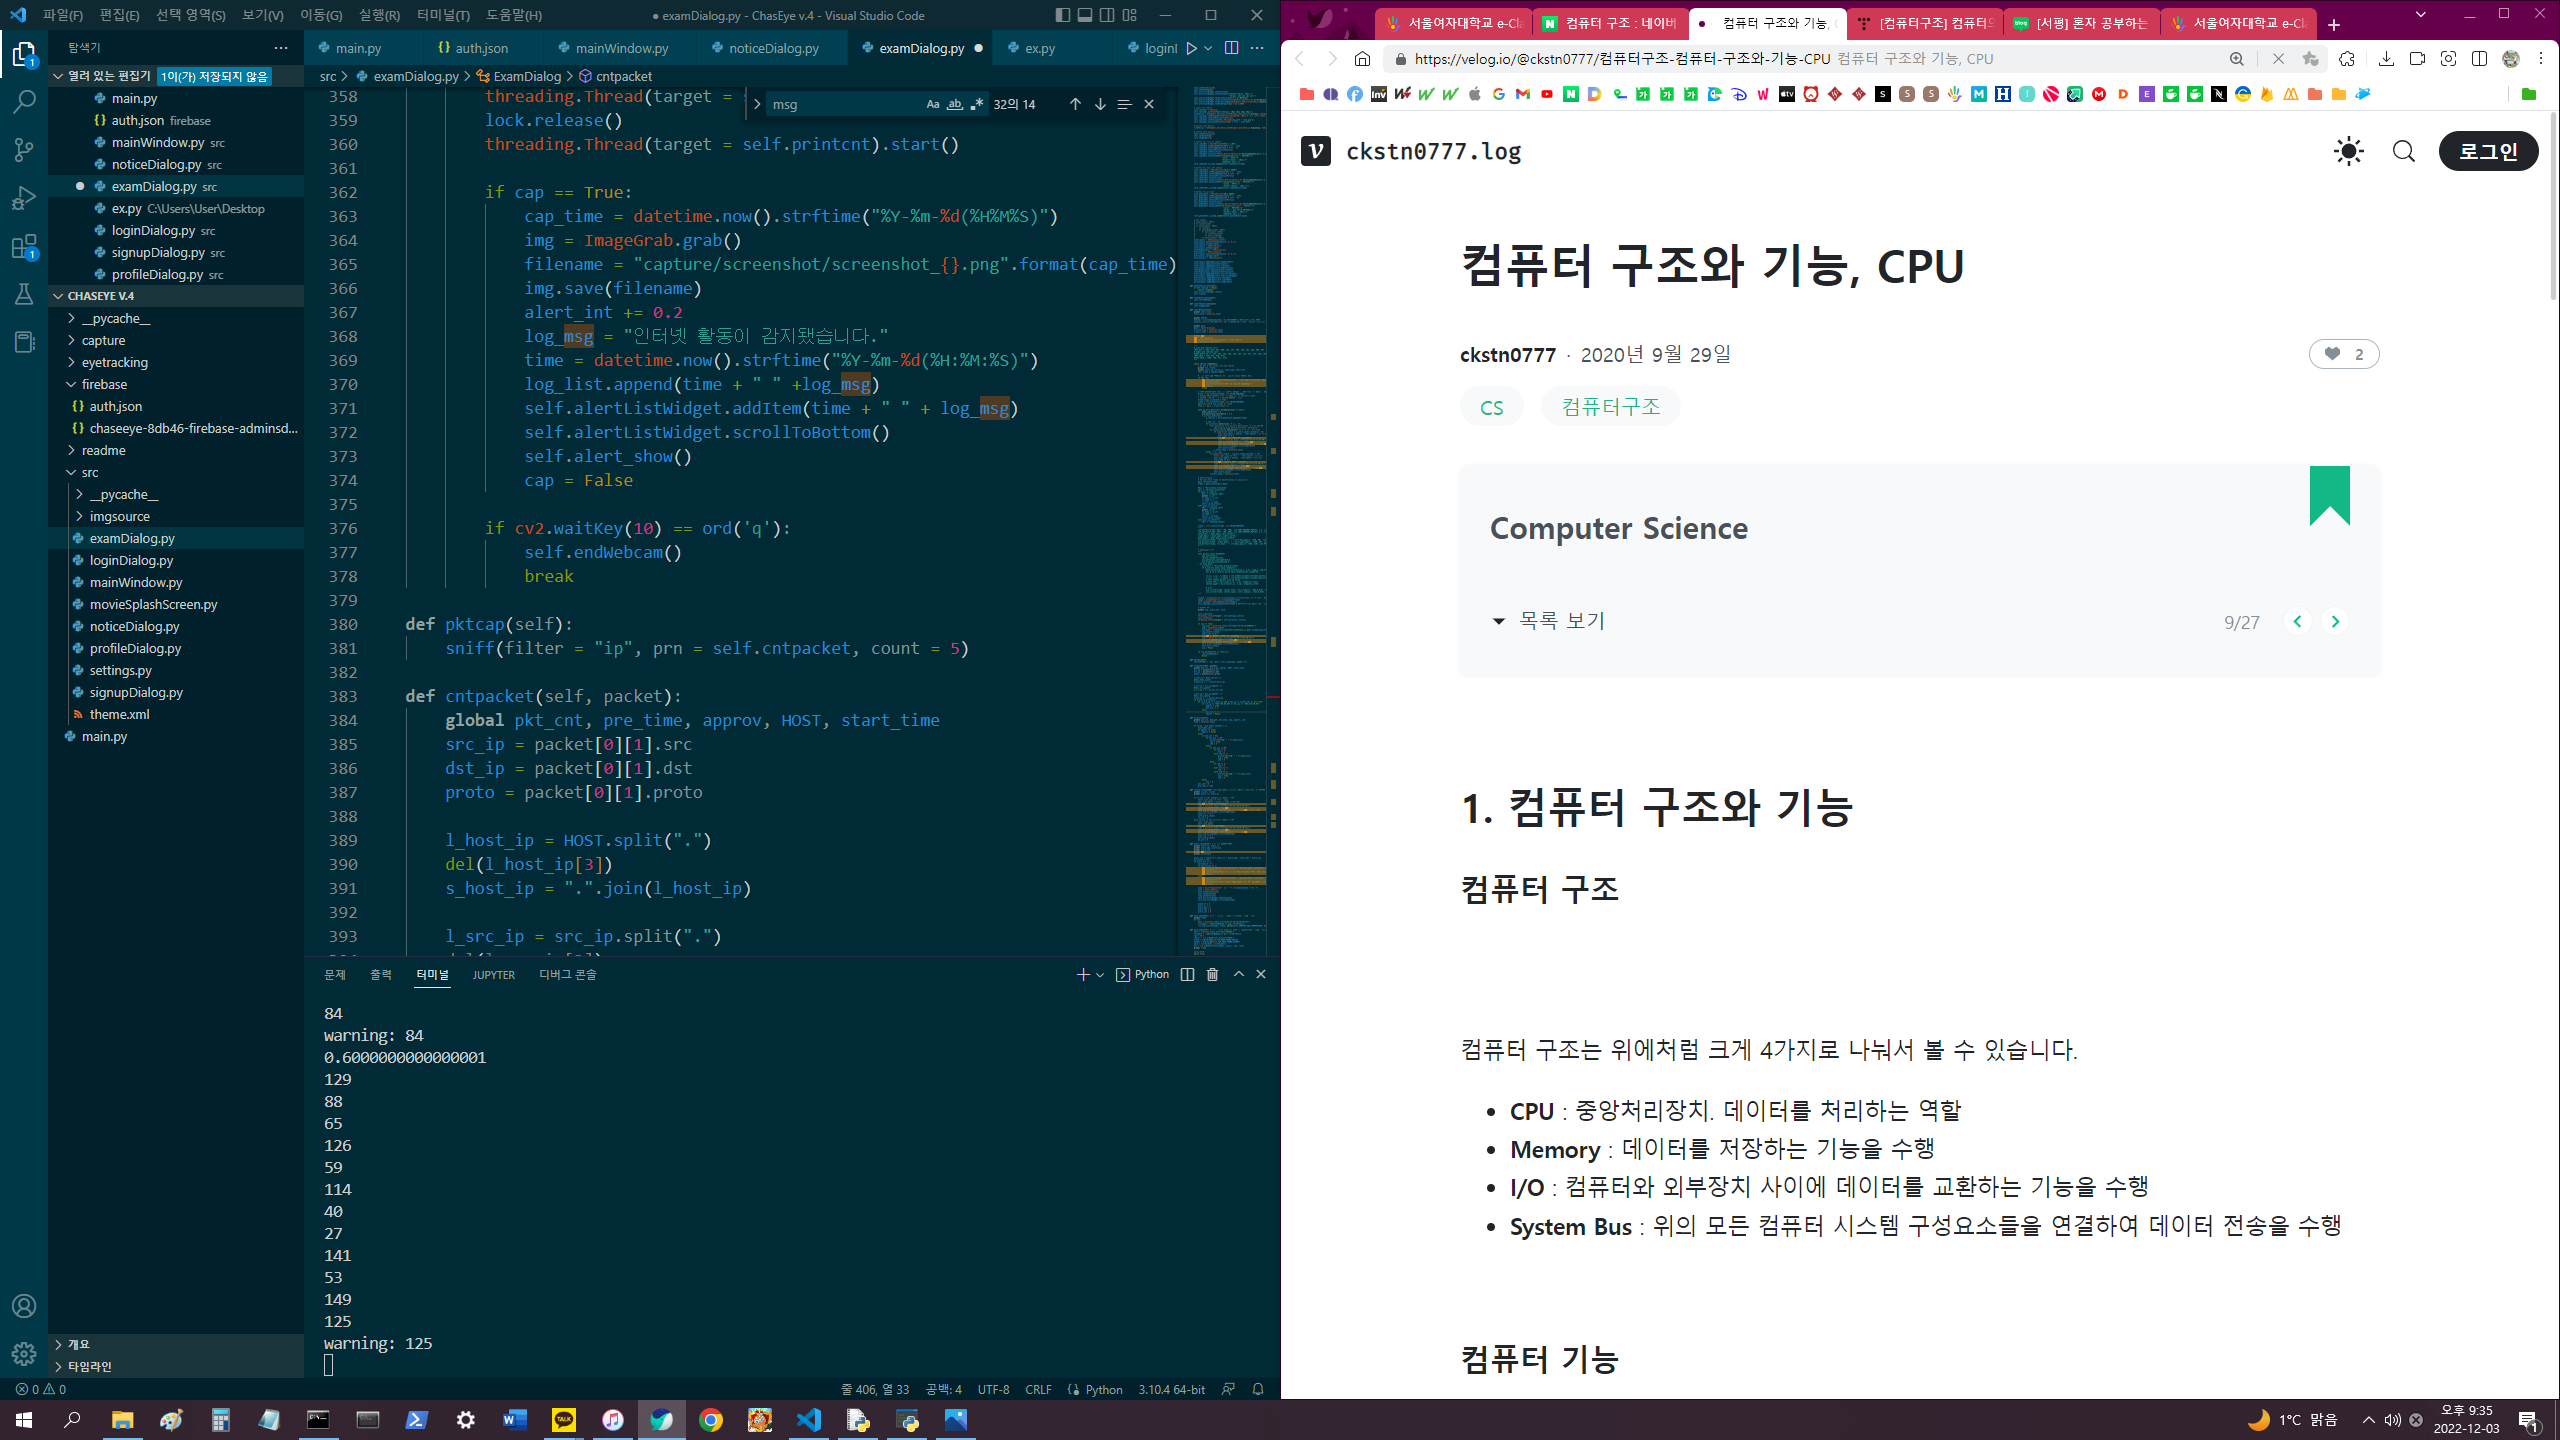 파일(F) 편집(E) 선택 영역(S) 보기(V) 이동(G) 실행(R) 터미널(T) 도움말(H)
● examDialog.py - ChasEye v.4 - Visual Studio Code
탐색기
열려 있는 편집기 1이(가) 저장되지 않음
main.py
auth.json firebase
mainWindow.py src
noticeDialog.py src
examDialog.py src
ex.py C:\Users\User\Desktop
loginDialog.py src
signupDialog.py src
profileDialog.py src
CHASEYE V.4
__pycache__
capture
eyetracking
firebase
auth.json
chaseeye-8db46-firebase-adminsd...
readme
src
__pycache__
imgsource
examDialog.py
loginDialog.py
mainWindow.py
movieSplashScreen.py
noticeDialog.py
profileDialog.py
settings.py
signupDialog.py
theme.xml
main.py
개요
타임라인
main.py auth.json mainWindow.py noticeDialog.py examDialog.py ex.py loginI
src > examDialog.py > ExamDialog > cntpacket
msg Aa ab 32의 14
358 threading.Thread(target =
359 lock.release()
360 threading.Thread(target = self.printcnt).start()
361
362 if cap == True:
363 cap_time = datetime.now().strftime("%Y-%m-%d(%H%M%S)")
364 img = ImageGrab.grab()
365 filename = "capture/screenshot/screenshot_{}.png".format(cap_time)
366 img.save(filename)
367 alert_int += 0.2
368 log_msg = "인터넷 활동이 감지됐습니다."
369 time = datetime.now().strftime("%Y-%m-%d(%H:%M:%S)")
370 log_list.append(time + " " +log_msg)
371 self.alertListWidget.addItem(time + " " + log_msg)
372 self.alertListWidget.scrollToBottom()
373 self.alert_show()
374 cap = False
375
376 if cv2.waitKey(10) == ord('q'):
377 self.endWebcam()
378 break
379
380 def pktcap(self):
381 sniff(filter = "ip", prn = self.cntpacket, count = 5)
382
383 def cntpacket(self, packet):
384 global pkt_cnt, pre_time, approv, HOST, start_time
385 src_ip = packet[0][1].src
386 dst_ip = packet[0][1].dst
387 proto = packet[0][1].proto
388
389 l_host_ip = HOST.split(".")
390 del(l_host_ip[3])
391 s_host_ip = ".".join(l_host_ip)
392
393 l_src_ip = src_ip.split(".")
문제 출력 터미널 JUPYTER 디버그 콘솔 Python
84
warning: 84
0.6000000000000001
129
88
65
126
59
114
40
27
141
53
149
125
warning: 125
0 0 줄 406, 열 33 공백: 4 UTF-8 CRLF Python 3.10.4 64-bit
서울여자대학교 e-Cla 컴퓨터 구조 : 네이버 컴퓨터 구조와 기능, [컴퓨터구조] 컴퓨터의 [서평] 혼자 공부하는 서울여자대학교 e-Cla
https://velog.io/@ckstn0777/컴퓨터구조-컴퓨터-구조와-기능-CPU 컴퓨터 구조와 기능, CPU
ckstn0777.log
로그인
컴퓨터 구조와 기능, CPU
ckstn0777 · 2020년 9월 29일
2
CS 컴퓨터구조
Computer Science
목록 보기 9/27
1. 컴퓨터 구조와 기능
컴퓨터 구조
컴퓨터 구조는 위에처럼 크게 4가지로 나눠서 볼 수 있습니다.
• CPU : 중앙처리장치. 데이터를 처리하는 역할
• Memory : 데이터를 저장하는 기능을 수행
• I/O : 컴퓨터와 외부장치 사이에 데이터를 교환하는 기능을 수행
• System Bus : 위의 모든 컴퓨터 시스템 구성요소들을 연결하여 데이터 전송을 수행
컴퓨터 기능
1°C 맑음
오후 9:35
2022-12-03